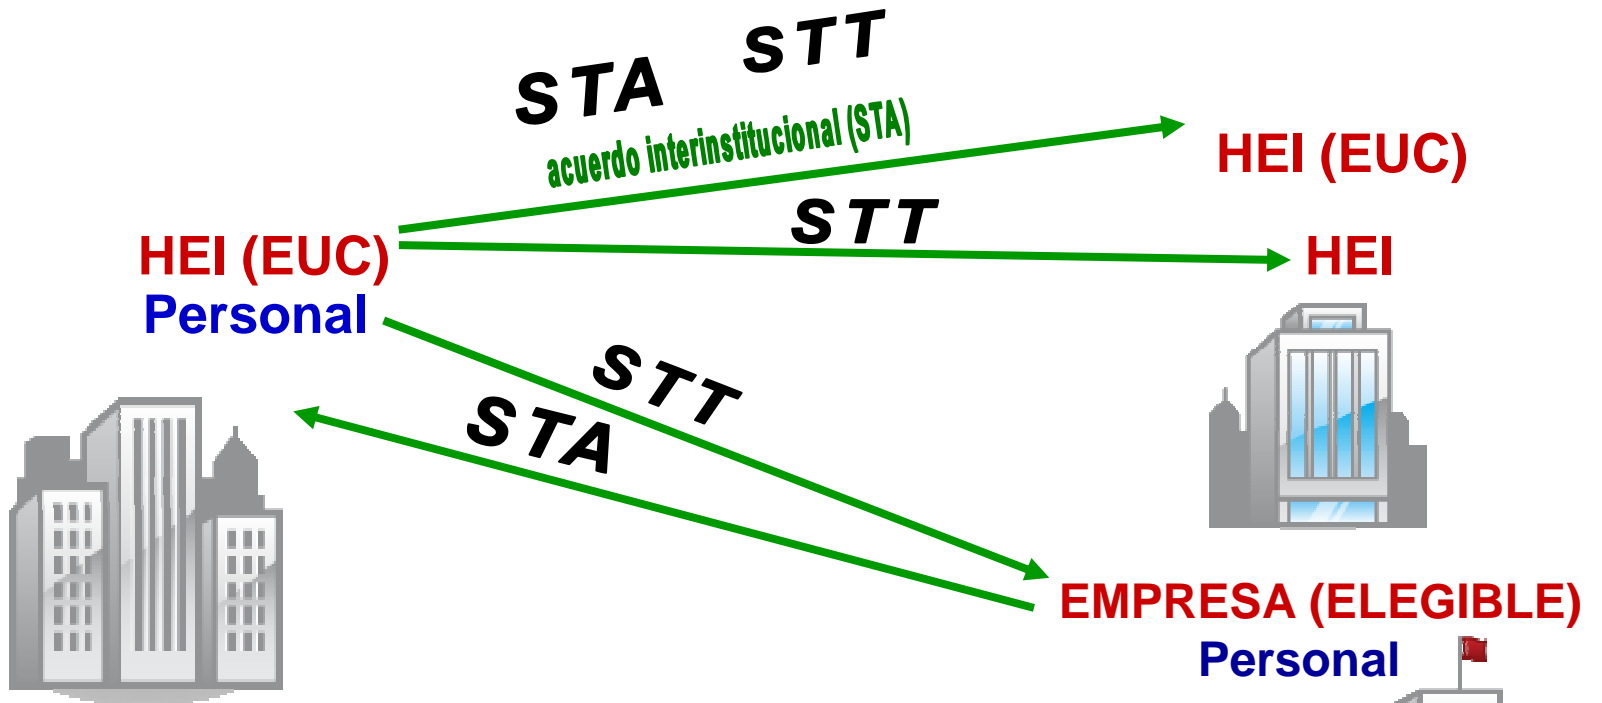 STA STT
acuerdo interinstitucional (STA)
HEI (EUC)
STT
HEI (EUC)
HEI
Personal
STT
STA
EMPRESA (ELEGIBLE)
Personal